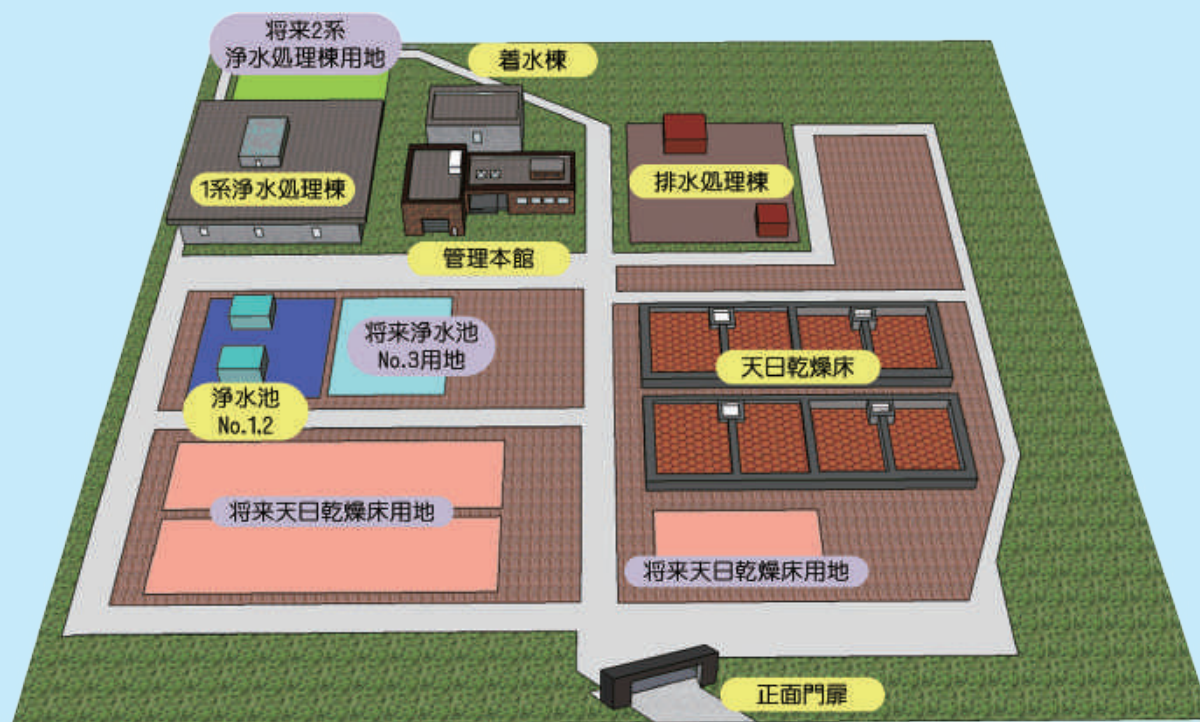 将来2系
浄水処理棟用地
着水棟
1系浄水処理棟
排水処理棟
管理本館
将来浄水池
No.3用地
天日乾燥床
浄水池
No.1,2
将来天日乾燥床用地
将来天日乾燥床用地
正面門扉